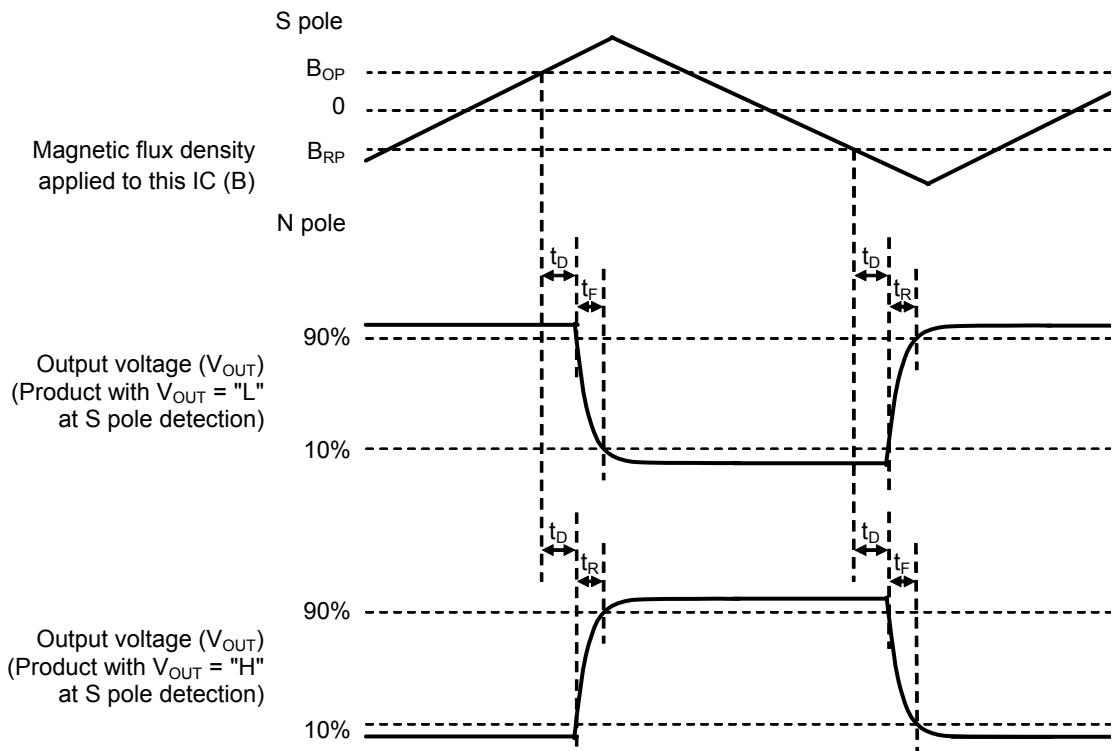 S pole
B_OP
0
B_RP
Magnetic flux density
applied to this IC (B)
N pole
t_D
t_F
t_D
t_R
90%
Output voltage (V_OUT)
(Product with V_OUT = "L"
at S pole detection)
10%
t_D
t_R
t_D
t_F
90%
Output voltage (V_OUT)
(Product with V_OUT = "H"
at S pole detection)
10%